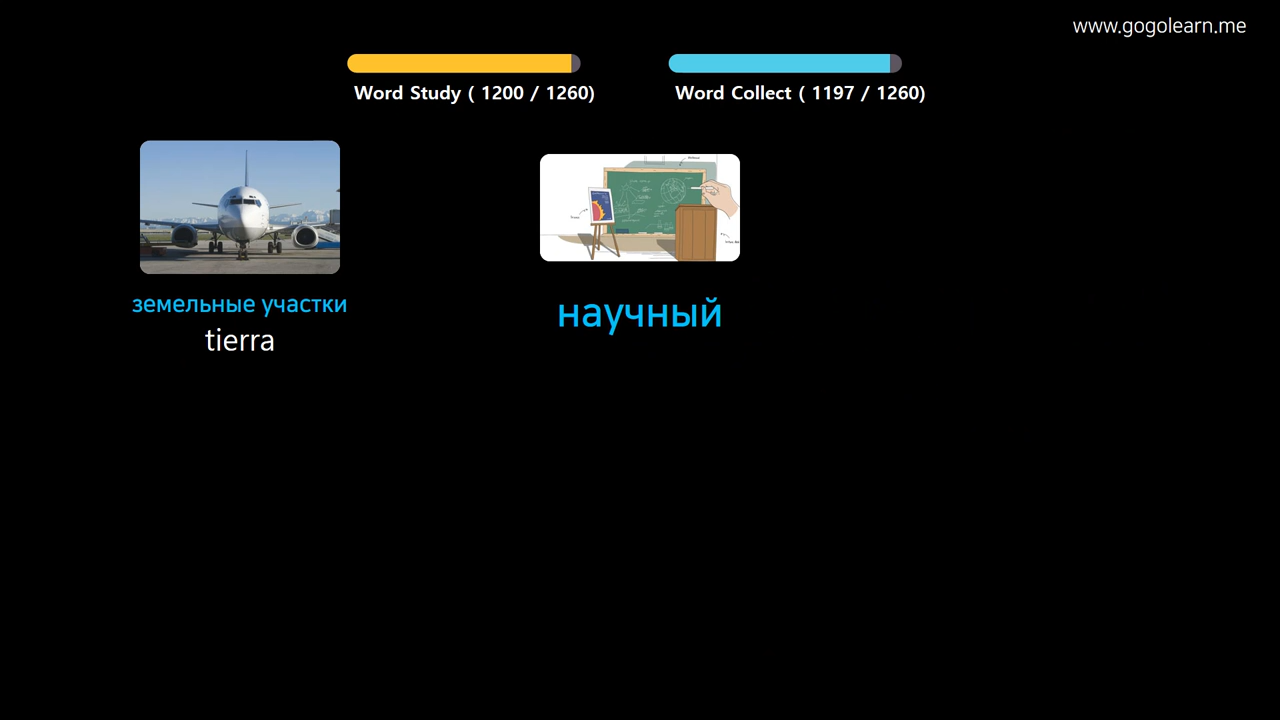 www.gogolearn.me
Word Study ( 1200 / 1260)
Word Collect ( 1197 / 1260)
земельные участки
tierra
научный